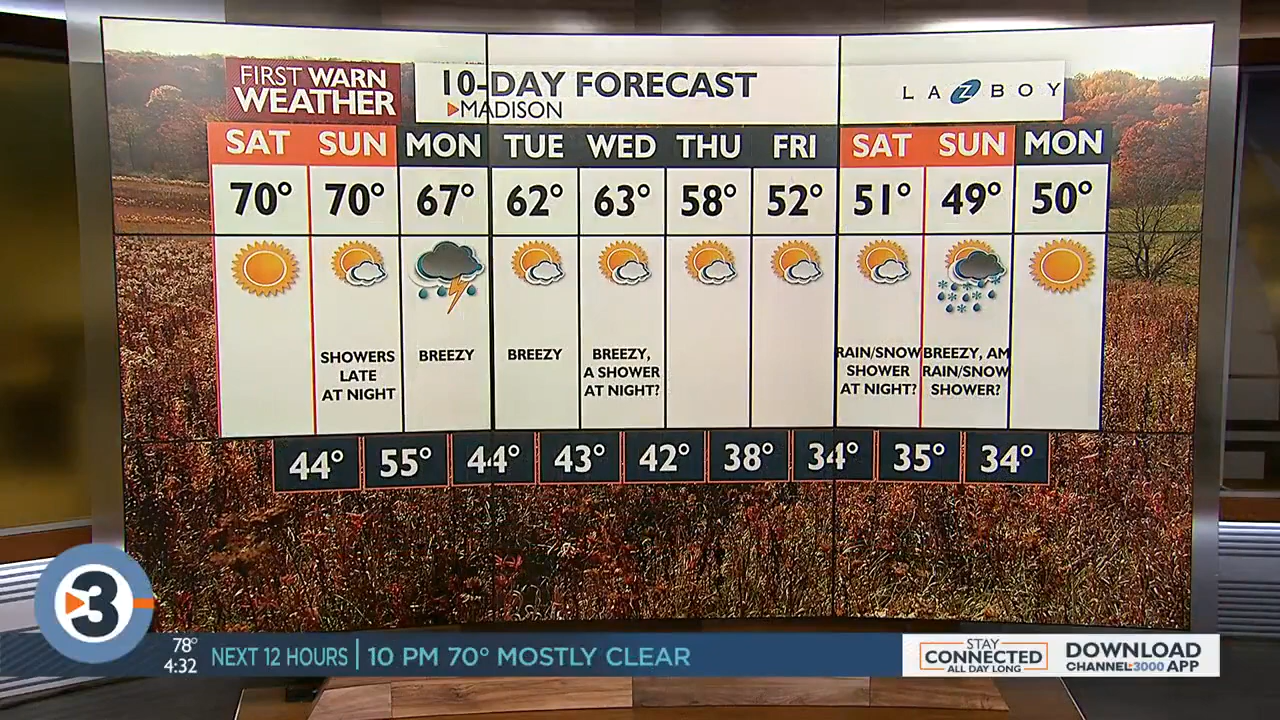 FIRST WARN
WEATHER
10-DAY FORECAST
MADISON
LA Z BOY
SAT SUN MON TUE WED THU FRI SAT SUN MON
70° 70° 67° 62° 63° 58° 52° 51° 49° 50°
SHOWERS
LATE
AT NIGHT
BREEZY
BREEZY
BREEZY,
A SHOWER
AT NIGHT?
RAIN/SNOW
SHOWER
AT NIGHT?
BREEZY, AM
RAIN/SNOW
SHOWER?
44° 55° 44° 43° 42° 38° 34° 35° 34°
3
78°
4:32
NEXT 12 HOURS
10 PM 70° MOSTLY CLEAR
STAY
CONNECTED
ALL DAY LONG
DOWNLOAD
CHANNEL3000 APP